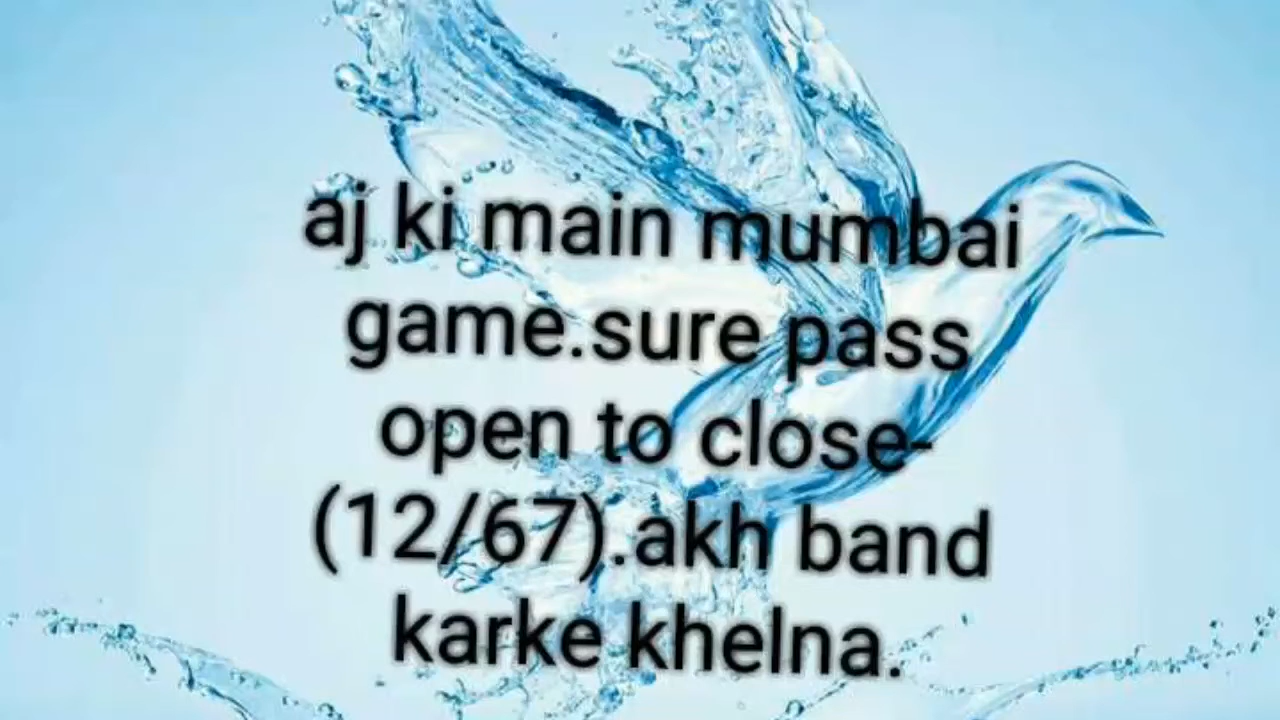 aj ki main mumbai
game.sure pass
open to close-
(12/67).akh band
karke khelna.